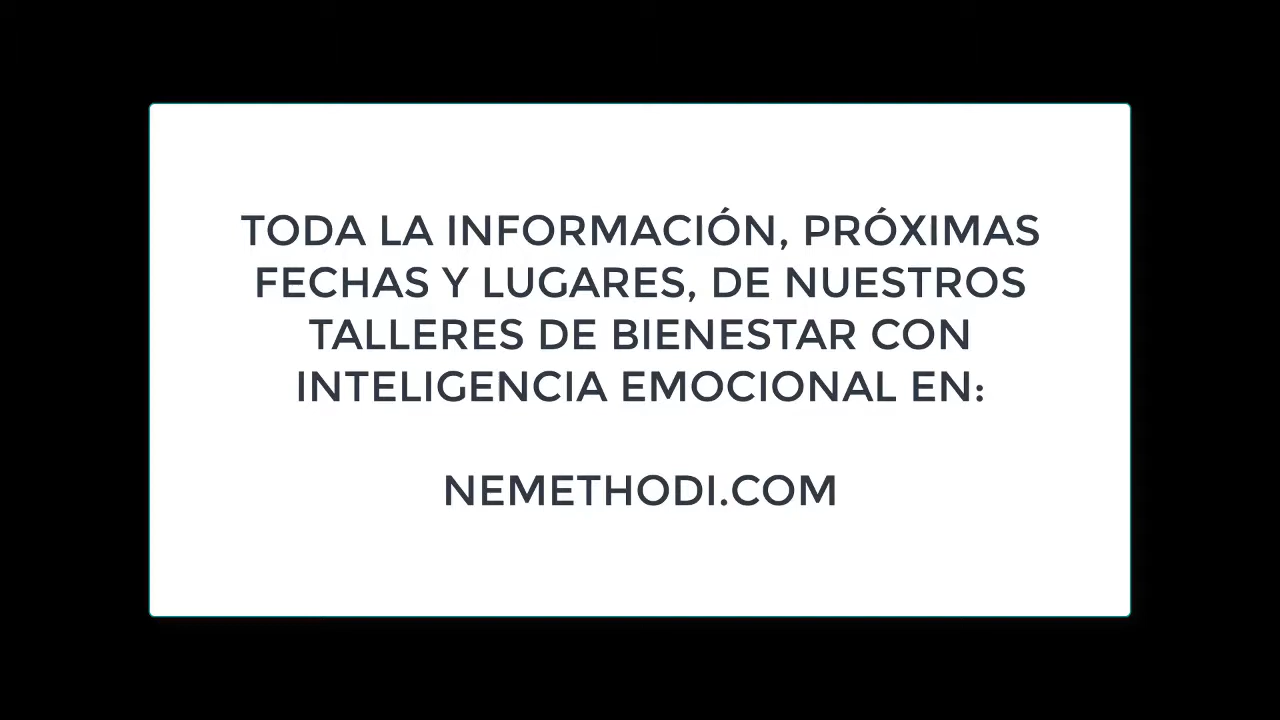 TODA LA INFORMACIÓN, PRÓXIMAS
FECHAS Y LUGARES, DE NUESTROS
TALLERES DE BIENESTAR CON
INTELIGENCIA EMOCIONAL EN:
NEMETHODI.COM